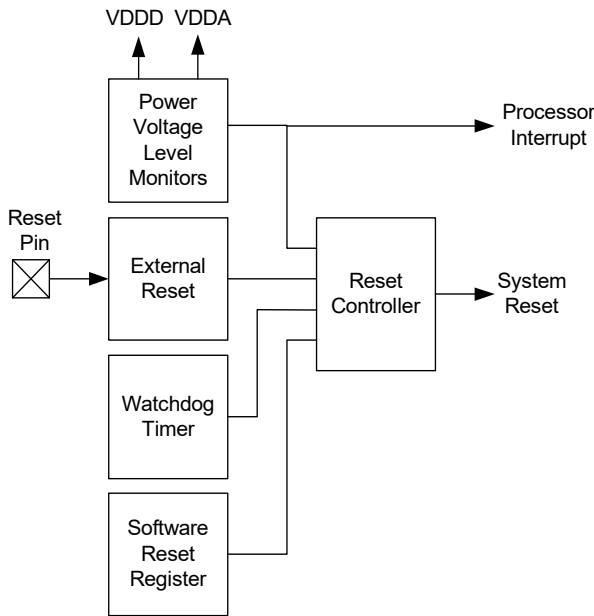 VDDD VDDA
Power
Voltage
Level
Monitors
Processor
Interrupt
Reset
Pin
External
Reset
Reset
Controller
System
Reset
Watchdog
Timer
Software
Reset
Register